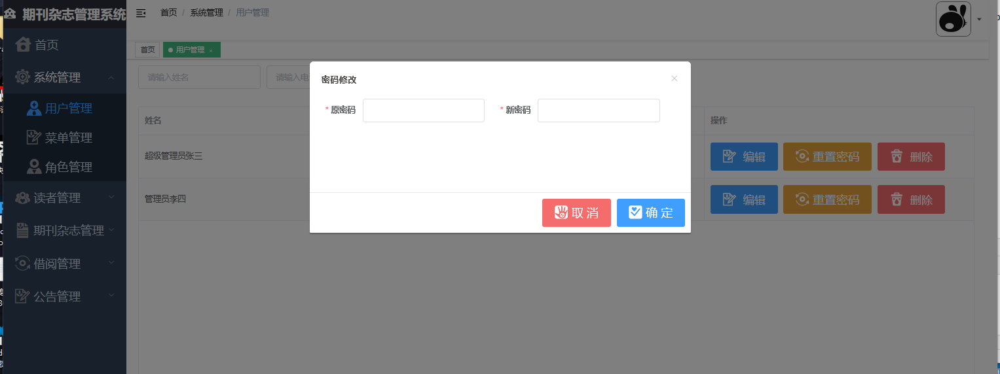 期刊杂志管理系统
首页 / 系统管理 / 用户管理
首页
系统管理
用户管理
菜单管理
角色管理
读者管理
期刊杂志管理
借阅管理
公告管理
首页 用户管理 ×
请输入姓名 请输入电
密码修改 ×
* 原密码 * 新密码
取 消 确 定
姓名 操作
超级管理员张三 编辑 重置密码 删除
管理员李四 编辑 重置密码 删除